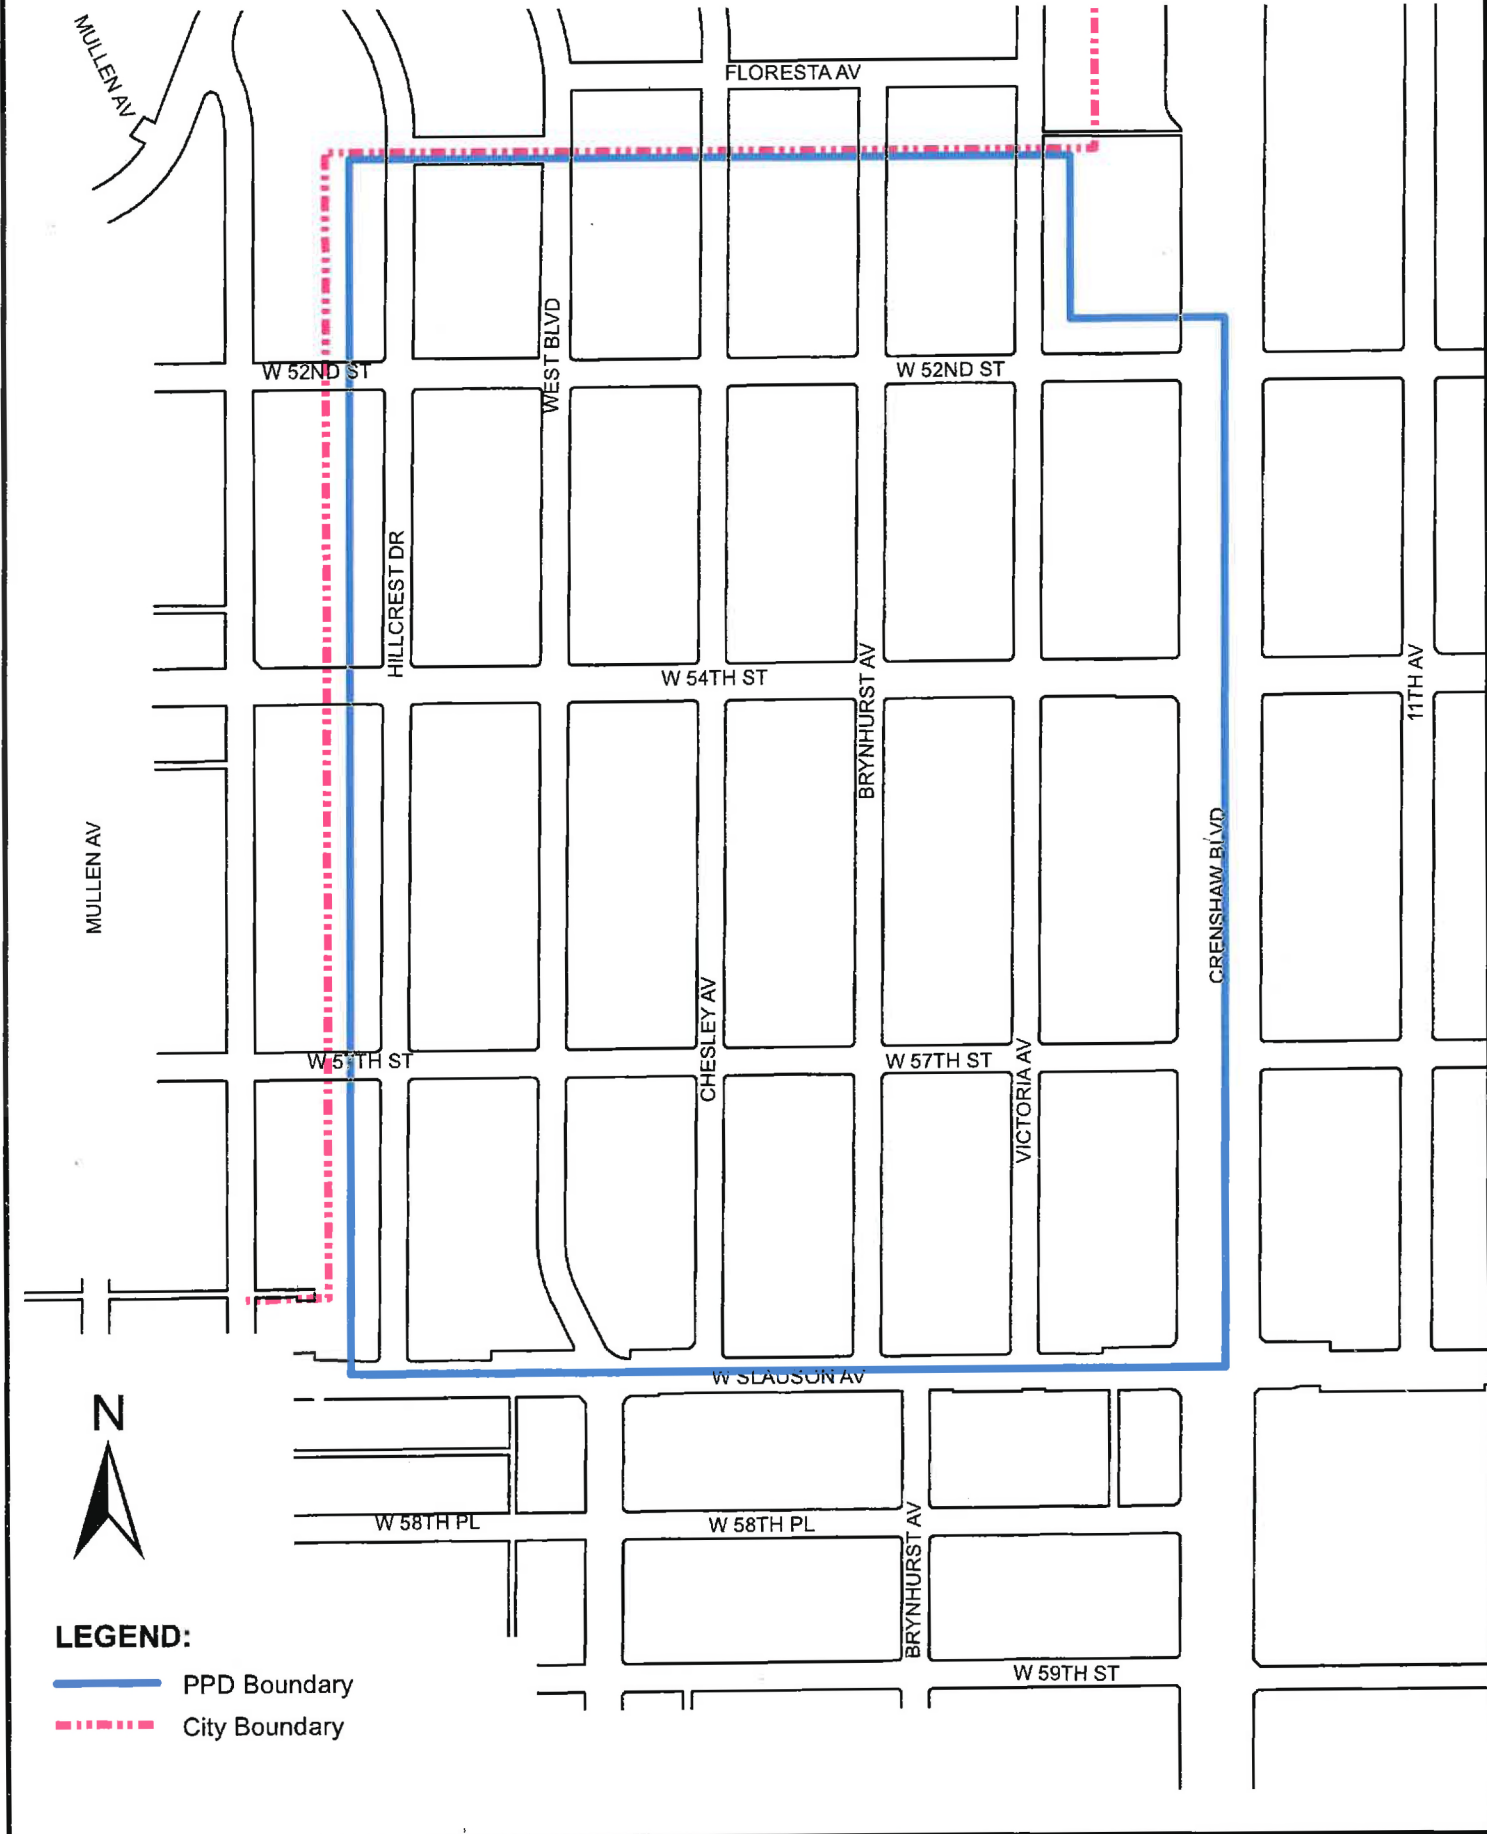 MULLEN AV
FLORESTA AV
WEST BLVD
W 52ND ST
W 52ND ST
HILLCREST DR
W 54TH ST
BRYNHURST AV
11TH AV
MULLEN AV
CRENSHAW BLVD
CHESLEY AV
W 57TH ST
W 57TH ST
VICTORIA AV
W SLAUSON AV
N
W 58TH PL
W 58TH PL
BRYNHURST AV
LEGEND:
W 59TH ST
PPD Boundary
City Boundary